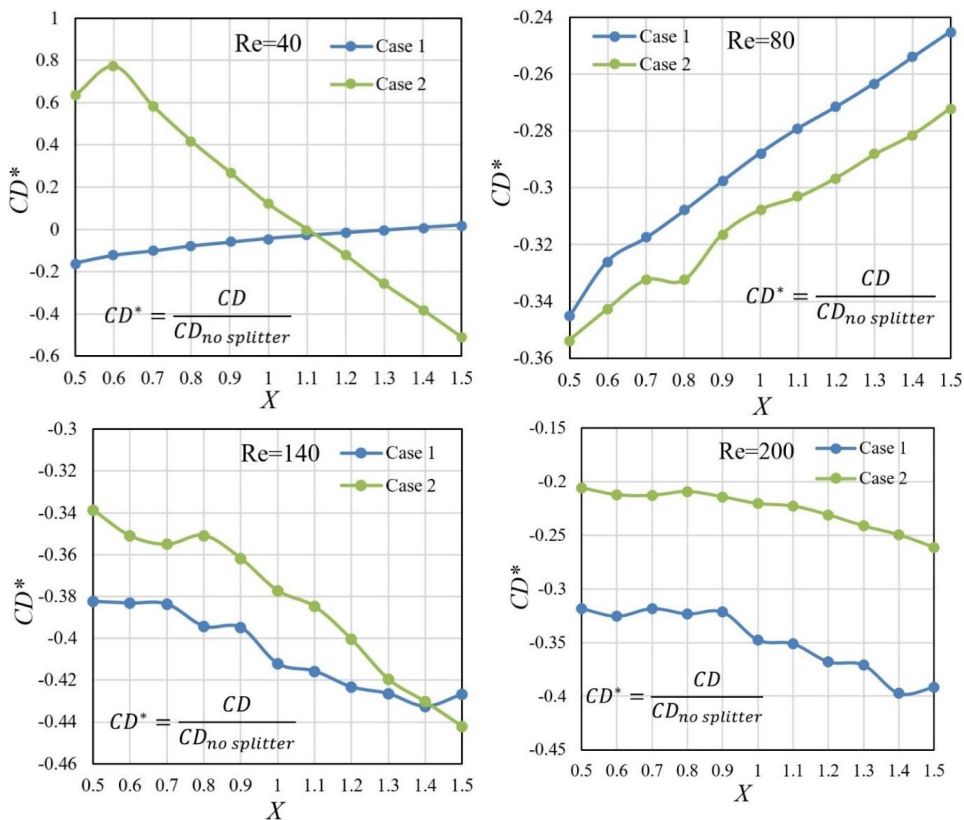 Re=40
Case 1
Case 2
1
0.8
0.6
0.4
0.2
0
-0.2
-0.4
-0.6
CD*
CD* = CD / CD no splitter
0.5 0.6 0.7 0.8 0.9 1 1.1 1.2 1.3 1.4 1.5
X
Re=80
Case 1
Case 2
-0.24
-0.26
-0.28
-0.3
-0.32
-0.34
-0.36
CD*
CD* = CD / CD no splitter
0.5 0.6 0.7 0.8 0.9 1 1.1 1.2 1.3 1.4 1.5
X
Re=140
Case 1
Case 2
-0.3
-0.32
-0.34
-0.36
-0.38
-0.4
-0.42
-0.44
-0.46
CD*
CD* = CD / CD no splitter
0.5 0.6 0.7 0.8 0.9 1 1.1 1.2 1.3 1.4 1.5
X
Re=200
Case 1
Case 2
-0.15
-0.2
-0.25
-0.3
-0.35
-0.4
-0.45
CD*
CD* = CD / CD no splitter
0.5 0.6 0.7 0.8 0.9 1 1.1 1.2 1.3 1.4 1.5
X